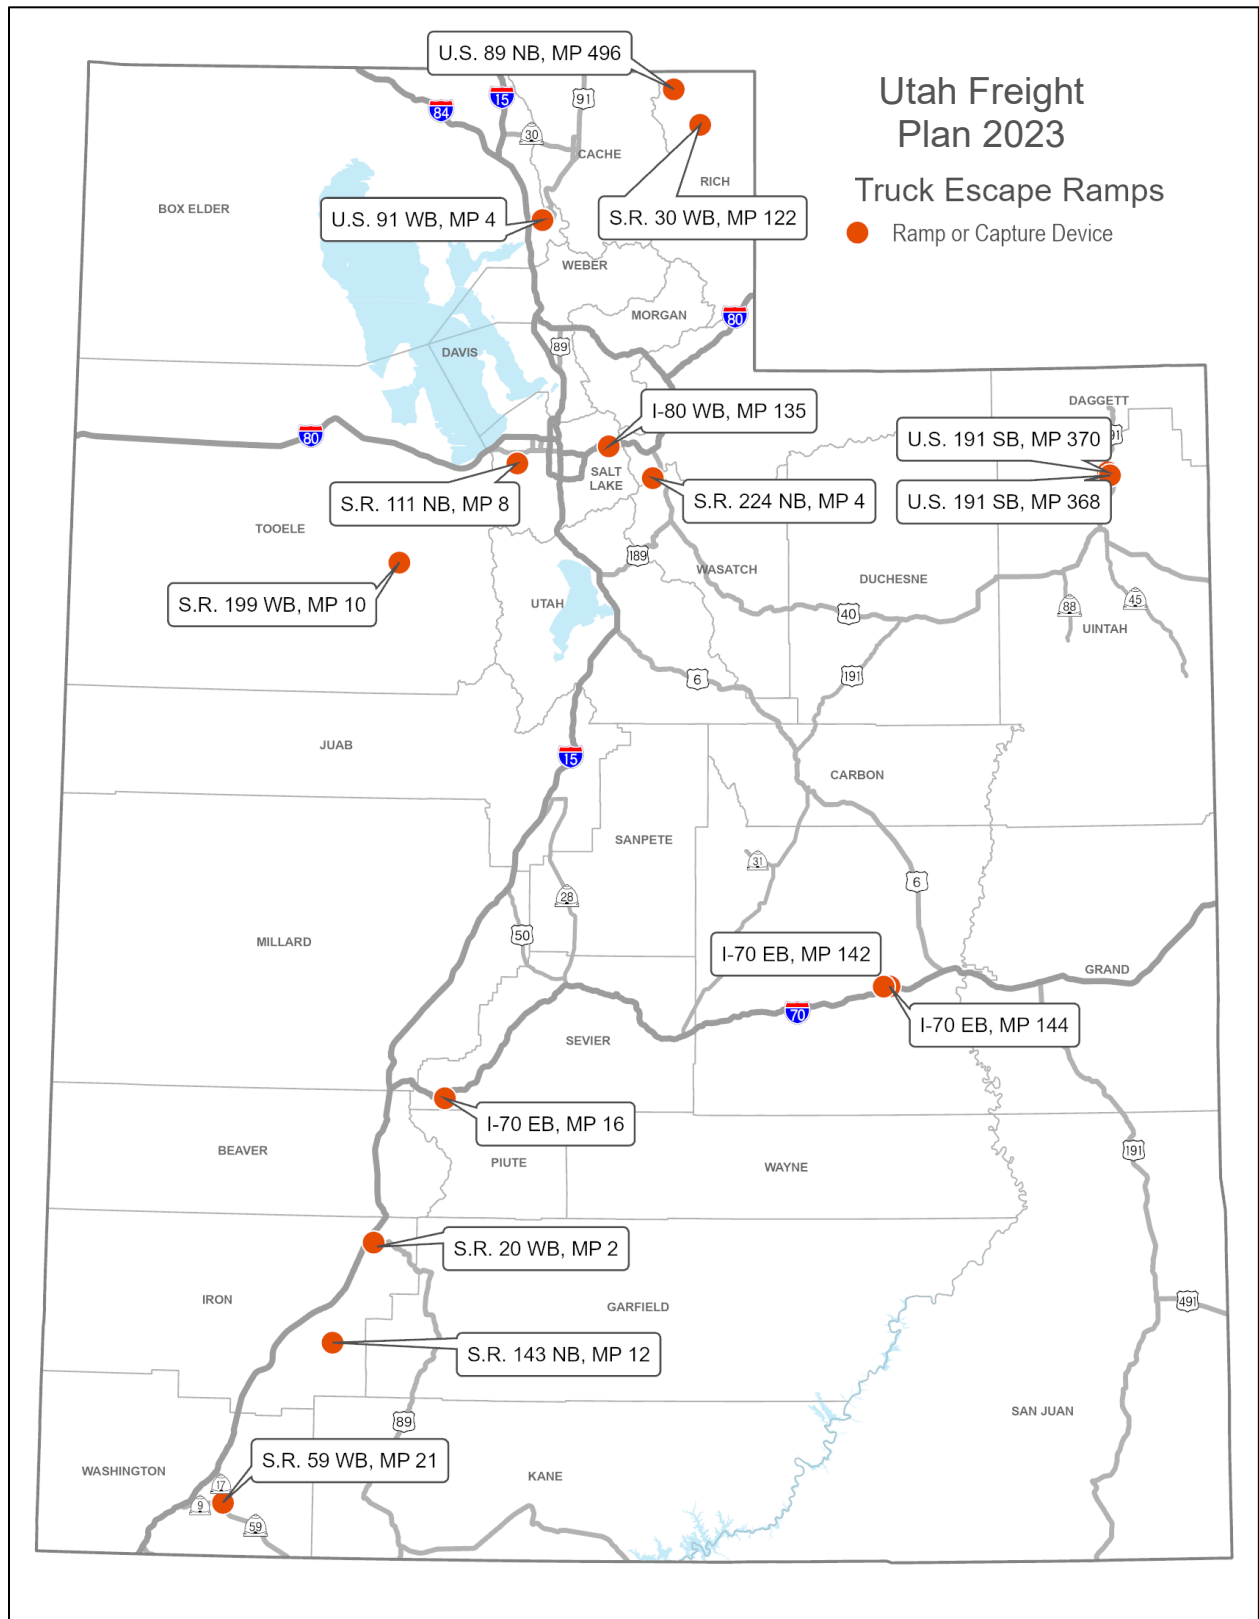 U.S. 89 NB, MP 496
Utah Freight
Plan 2023
Truck Escape Ramps
Ramp or Capture Device
84
15
91
30
CACHE
RICH
BOX ELDER
U.S. 91 WB, MP 4
S.R. 30 WB, MP 122
WEBER
MORGAN
80
89
DAVIS
I-80 WB, MP 135
DAGGETT
80
U.S. 191 SB, MP 370
91
SALT
LAKE
S.R. 111 NB, MP 8
S.R. 224 NB, MP 4
U.S. 191 SB, MP 368
TOOELE
189
WASATCH
DUCHESNE
S.R. 199 WB, MP 10
UTAH
40
88
45
UINTAH
6
191
JUAB
15
CARBON
SANPETE
31
6
28
50
MILLARD
I-70 EB, MP 142
GRAND
70
I-70 EB, MP 144
SEVIER
I-70 EB, MP 16
BEAVER
PIUTE
WAYNE
191
S.R. 20 WB, MP 2
IRON
GARFIELD
491
S.R. 143 NB, MP 12
89
SAN JUAN
S.R. 59 WB, MP 21
WASHINGTON
KANE
17
9
59